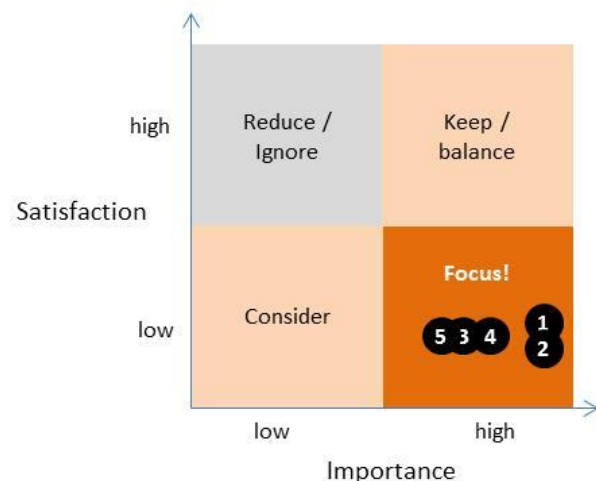 high
Reduce /
Ignore
Keep /
balance
Satisfaction
Focus!
low
Consider
5 3 4
1
2
low
high
Importance